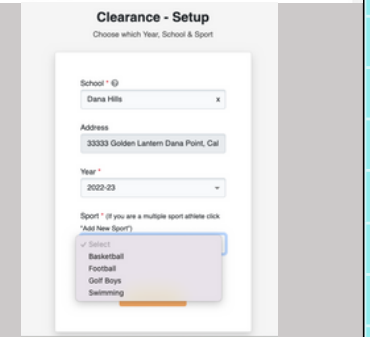 Clearance - Setup
Choose which Year, School & Sport
School *
Dana Hills x
Address
33333 Golden Lantern Dana Point, Cal
Year *
2022-23
Sport * (If you are a multiple sport athlete click
"Add New Sport")
✓ Select
Basketball
Football
Golf Boys
Swimming